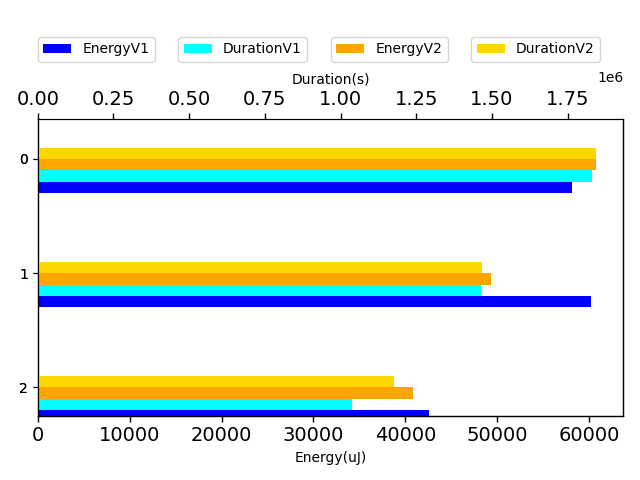 EnergyV1 DurationV1 EnergyV2 DurationV2
Duration(s)
1e6
0.00 0.25 0.50 0.75 1.00 1.25 1.50 1.75
0
1
2
0 10000 20000 30000 40000 50000 60000
Energy(uJ)